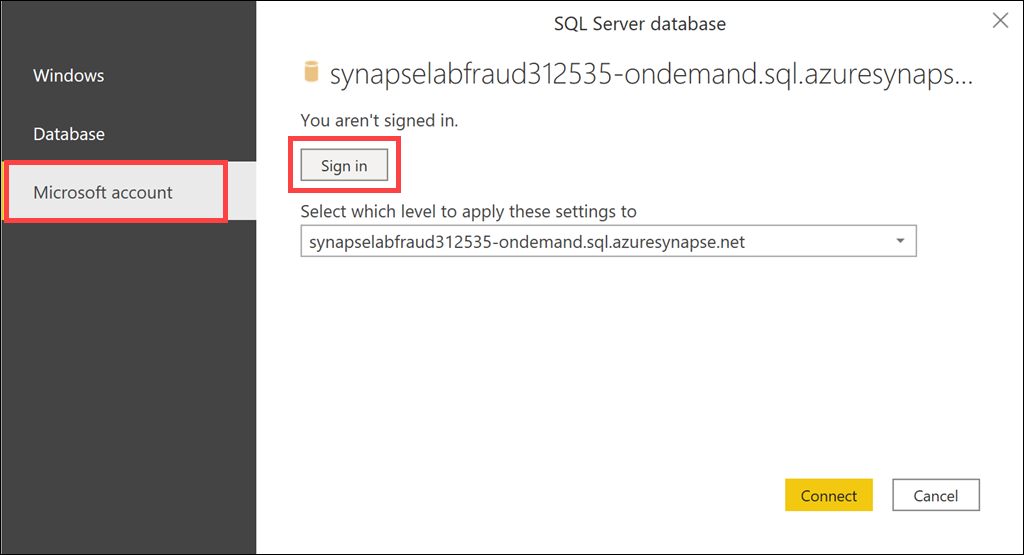 SQL Server database
Windows
Database
Microsoft account
synapselabfraud312535-ondemand.sql.azuresynaps...
You aren't signed in.
Sign in
Select which level to apply these settings to
synapselabfraud312535-ondemand.sql.azuresynapse.net
Connect
Cancel